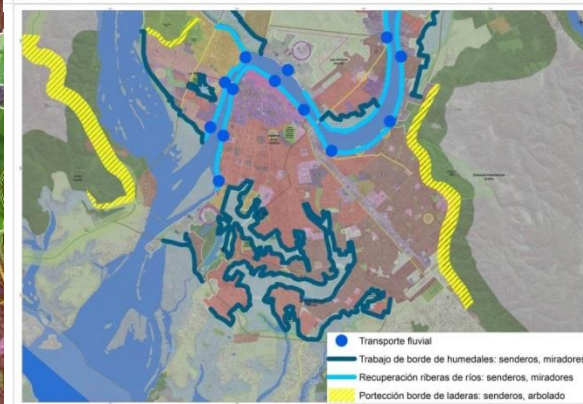 Transporte fluvial
Trabajo de borde de humedales: senderos, miradores
Recuperación riberas de ríos: senderos, miradores
Portección borde de laderas: senderos, arbolado